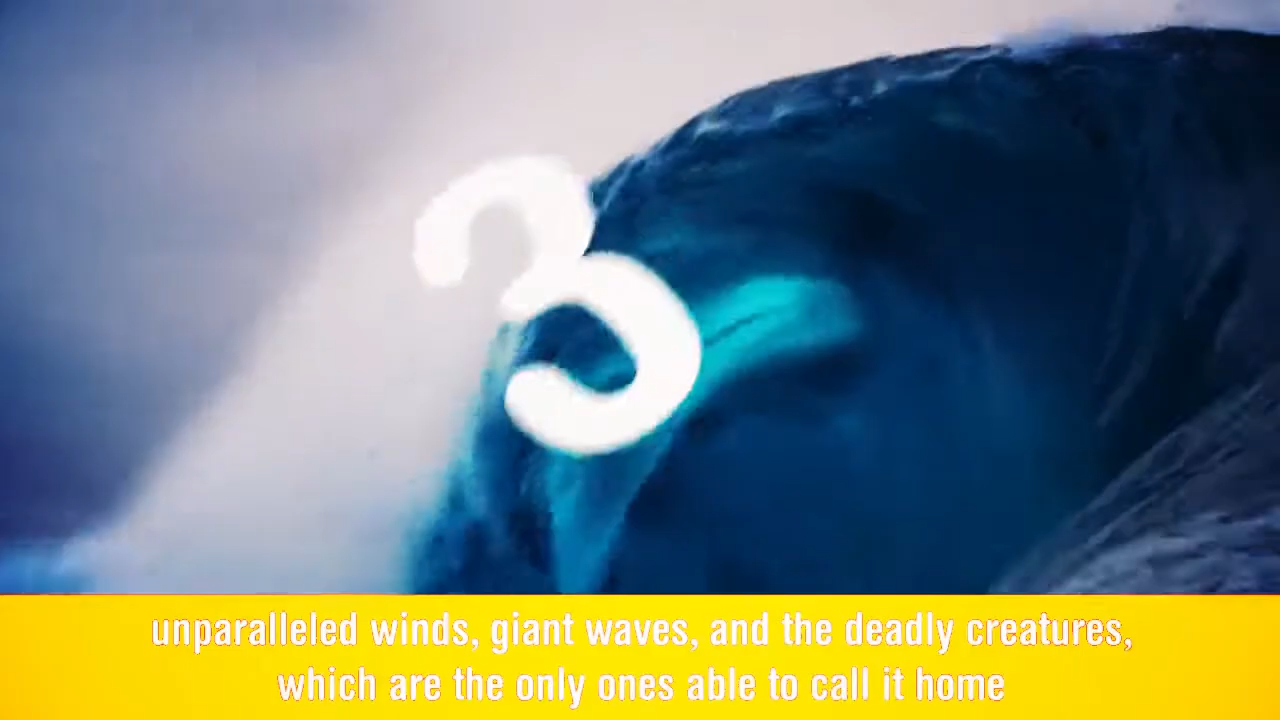 3
unparalleled winds, giant waves, and the deadly creatures,
which are the only ones able to call it home